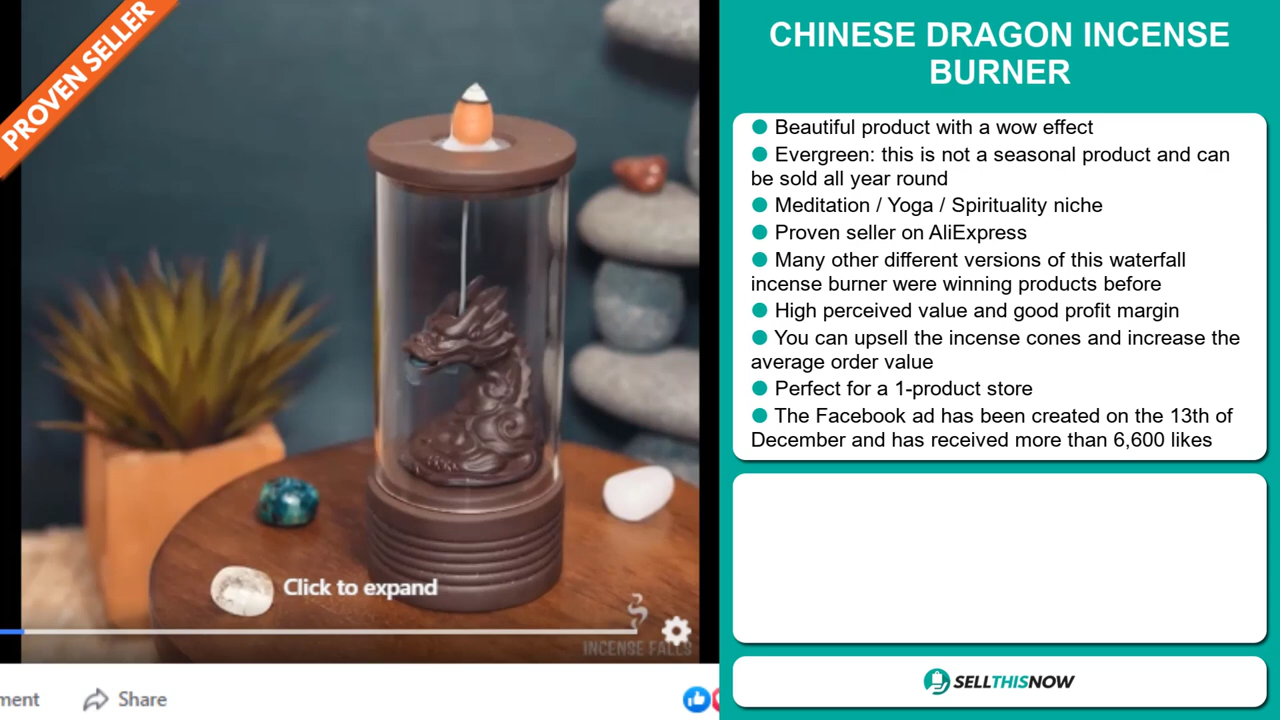 PROVEN SELLER
Click to expand
INCENSE FALLS
ment
Share
CHINESE DRAGON INCENSE
BURNER
Beautiful product with a wow effect
Evergreen: this is not a seasonal product and can
be sold all year round
Meditation / Yoga / Spirituality niche
Proven seller on AliExpress
Many other different versions of this waterfall
incense burner were winning products before
High perceived value and good profit margin
You can upsell the incense cones and increase the
average order value
Perfect for a 1-product store
The Facebook ad has been created on the 13th of
December and has received more than 6,600 likes
SELLTHISNOW